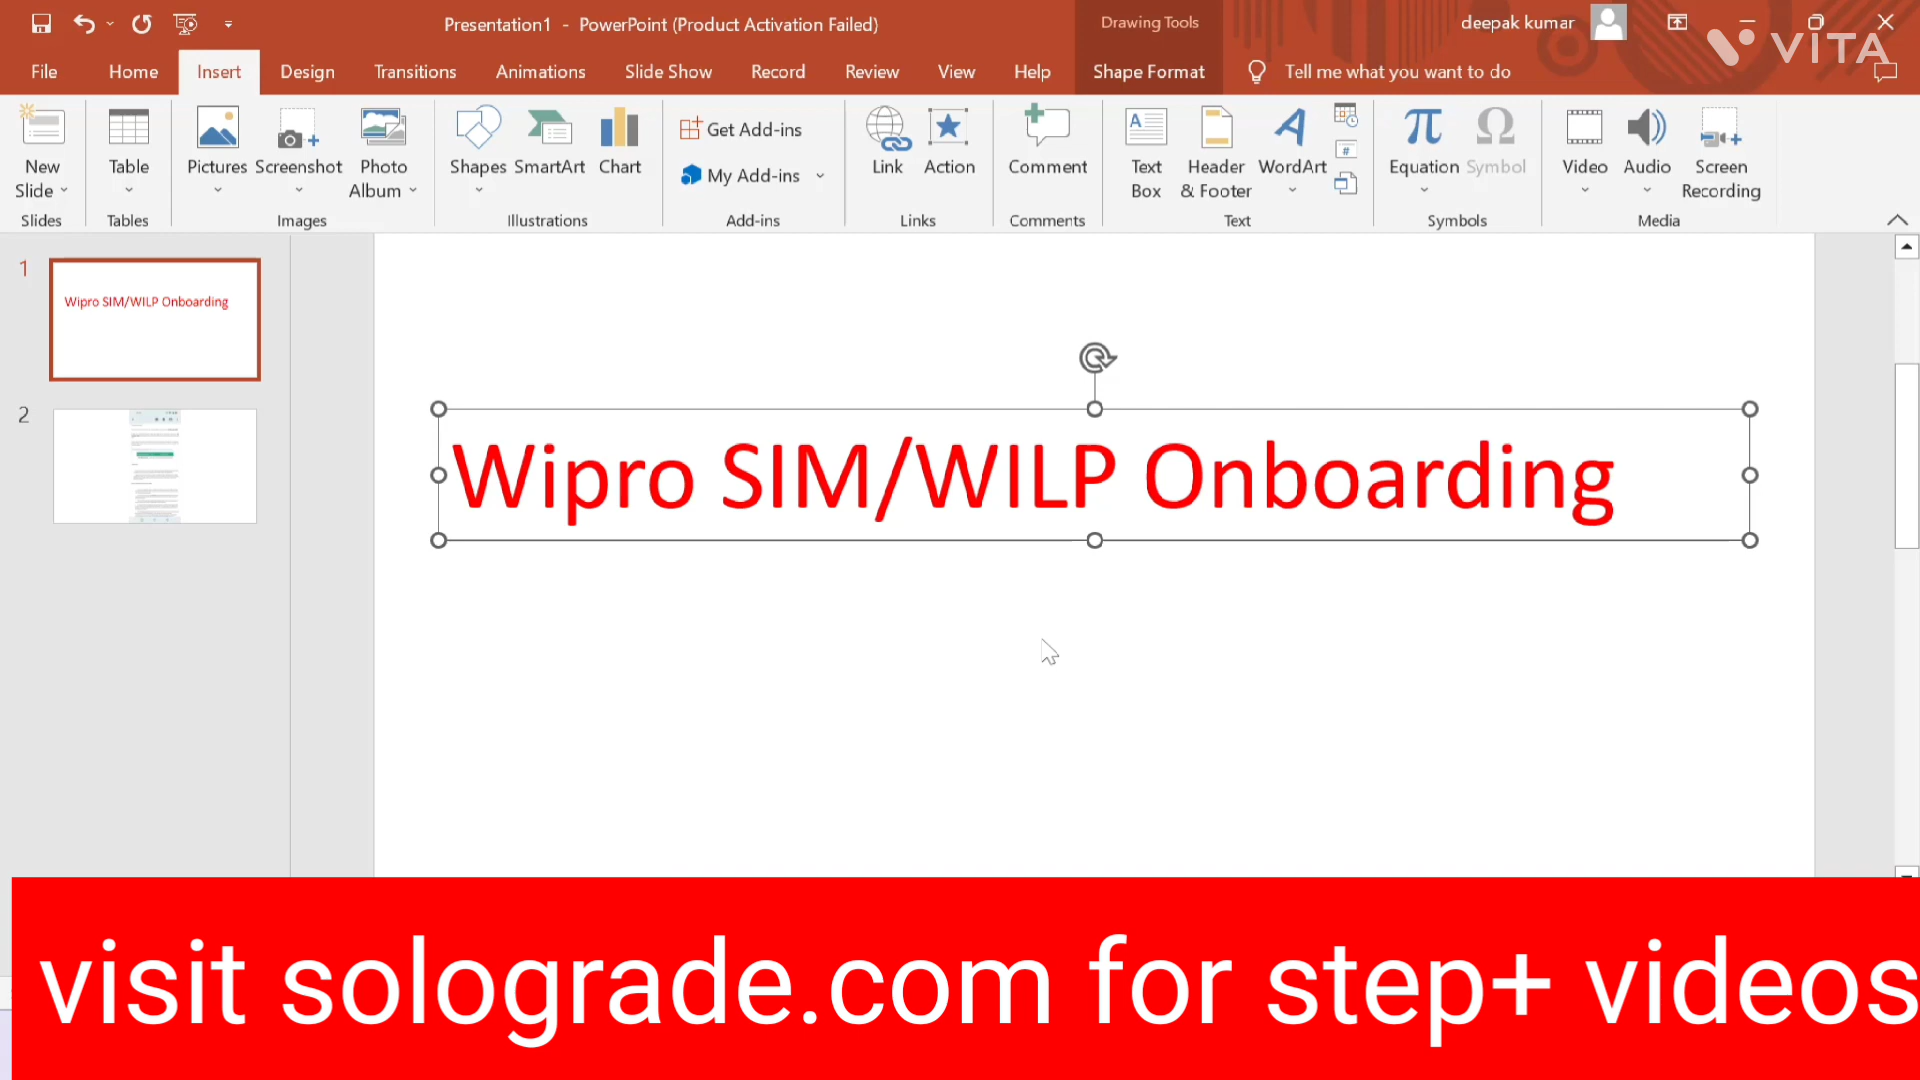 Presentation1 - PowerPoint (Product Activation Failed)
Drawing Tools
deepak kumar
VITA
File Home Insert Design Transitions Animations Slide Show Record Review View Help Shape Format Tell me what you want to do
New Slide
Table
Pictures
Screenshot
Photo Album
Shapes
SmartArt
Chart
Get Add-ins
My Add-ins
Link
Action
Comment
Text Box
Header & Footer
WordArt
Equation
Symbol
Video
Audio
Screen Recording
Slides Tables Images Illustrations Add-ins Links Comments Text Symbols Media
1
Wipro SIM/WILP Onboarding
2
Wipro SIM/WILP Onboarding
visit solograde.com for step+ videos